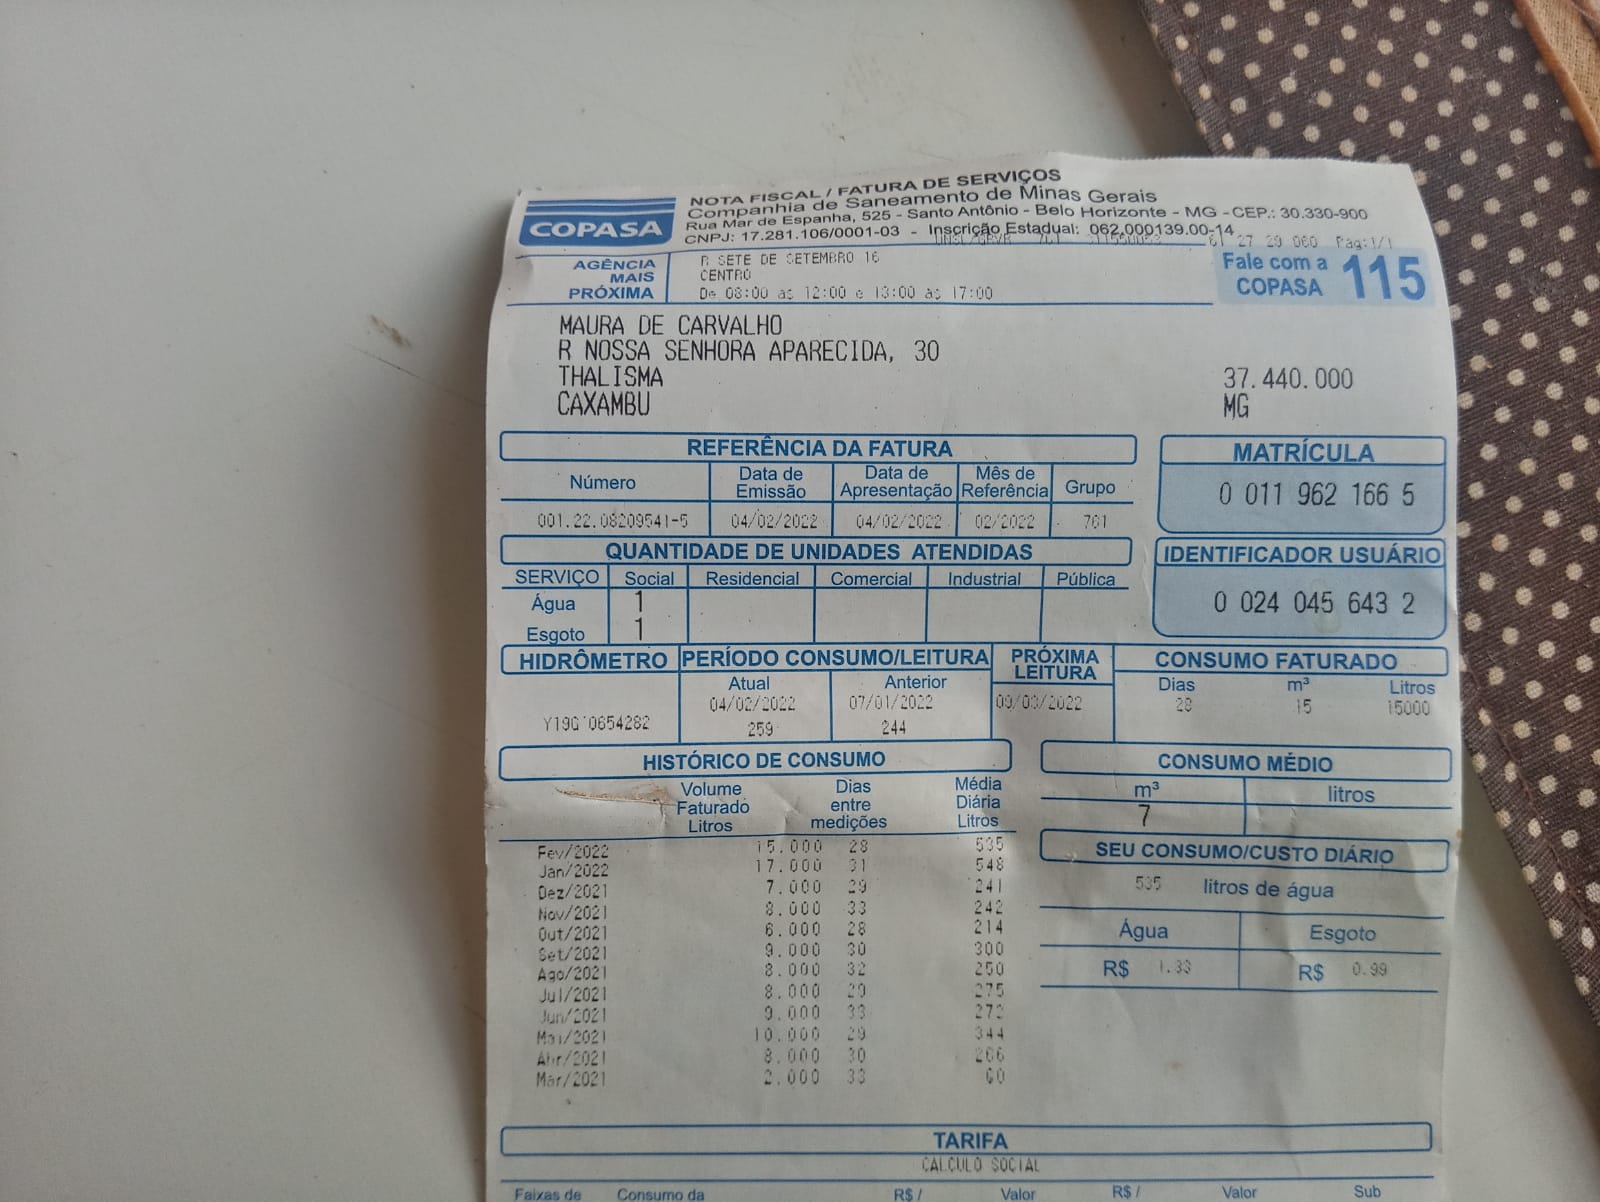 COPASA
NOTA FISCAL / FATURA DE SERVIÇOS
Companhia de Saneamento de Minas Gerais
Rua Mar de Espanha, 525 - Santo Antônio - Belo Horizonte - MG - CEP.: 30.330-900
CNPJ: 17.281.106/0001-03 - Inscrição Estadual: 062.000139.00-14
61 27 29 060 Pag:1/1
AGÊNCIA MAIS PRÓXIMA
R SETE DE SETEMBRO 16
CENTRO
De 08:00 as 12:00 e 13:00 as 17:00
Fale com a COPASA 115
MAURA DE CARVALHO
R NOSSA SENHORA APARECIDA, 30
THALISMA 37.440.000
CAXAMBU MG
REFERÊNCIA DA FATURA
Número Data de Emissão Data de Apresentação Mês de Referência Grupo
001.22.08209541-5 04/02/2022 04/02/2022 02/2022 761
MATRÍCULA
0 011 962 166 5
QUANTIDADE DE UNIDADES ATENDIDAS
SERVIÇO Social Residencial Comercial Industrial Pública
Água 1
Esgoto 1
IDENTIFICADOR USUÁRIO
0 024 045 643 2
HIDRÔMETRO PERÍODO CONSUMO/LEITURA PRÓXIMA LEITURA CONSUMO FATURADO
Atual Anterior Dias m³ Litros
04/02/2022 07/01/2022 09/03/2022 28 15 15000
Y19G0654282 259 244
HISTÓRICO DE CONSUMO
Volume Faturado Litros Dias entre medições Média Diária Litros
Fev/2022 15.000 28 535
Jan/2022 17.000 31 548
Dez/2021 7.000 29 241
Nov/2021 8.000 33 242
Out/2021 6.000 28 214
Set/2021 9.000 30 300
Ago/2021 8.000 32 250
Jul/2021 8.000 29 275
Jun/2021 9.000 33 272
Mai/2021 10.000 29 344
Abr/2021 8.000 30 266
Mar/2021 2.000 33 60
CONSUMO MÉDIO
m³ litros
7
SEU CONSUMO/CUSTO DIÁRIO
535 litros de água
Água Esgoto
R$ 1.33 R$ 0.99
TARIFA
CALCULO SOCIAL
Faixas de Consumo da R$ / Valor R$ / Valor Sub